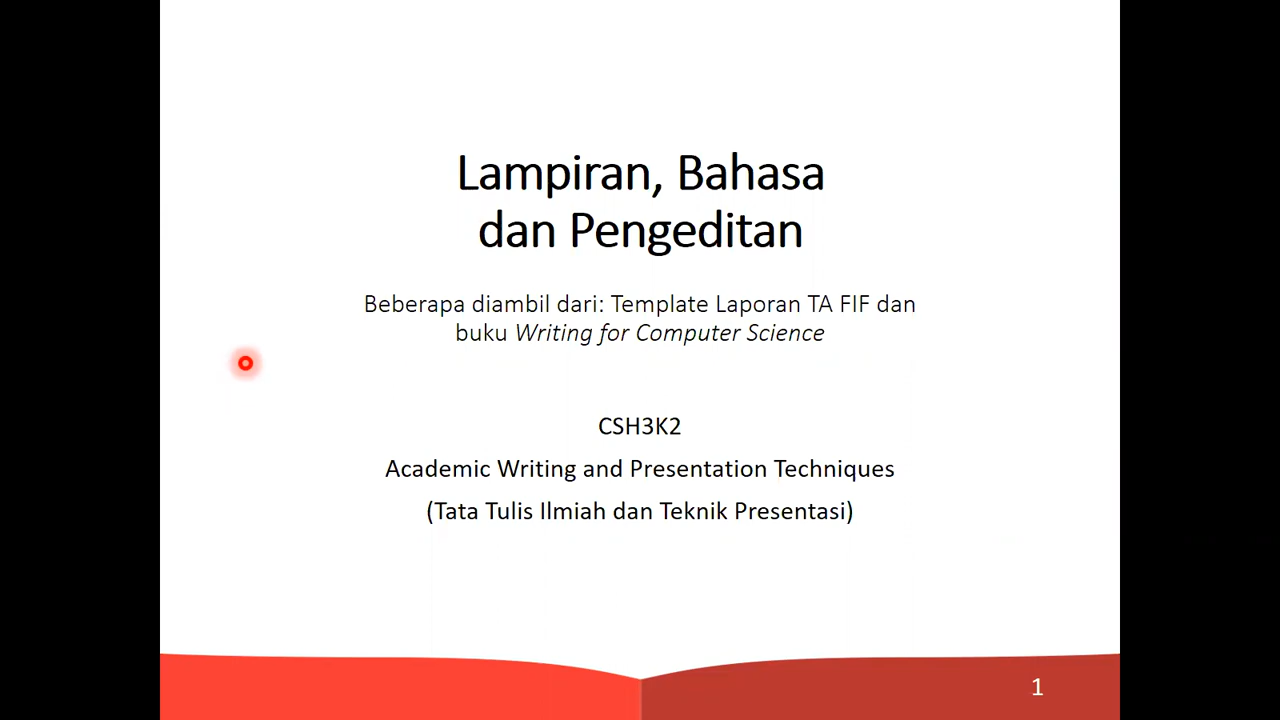 Lampiran, Bahasa
dan Pengeditan
Beberapa diambil dari: Template Laporan TA FIF dan
buku Writing for Computer Science
CSH3K2
Academic Writing and Presentation Techniques
(Tata Tulis Ilmiah dan Teknik Presentasi)
1